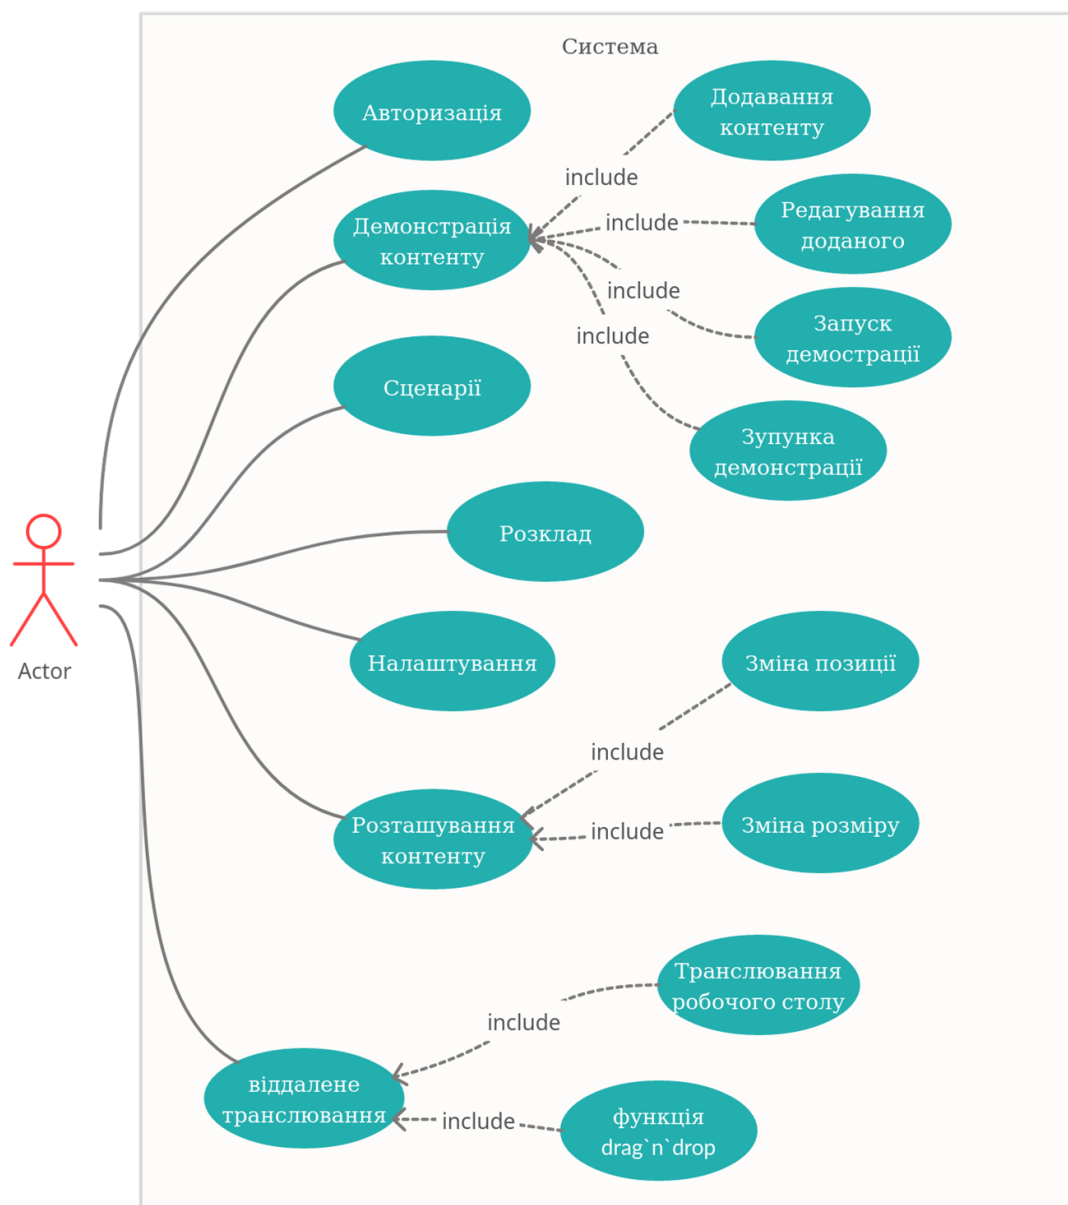 Система
Авторизація
Додавання
контенту
include
Демонстрація
контенту
include
Редагування
доданого
include
Запуск
демострації
include
Сценарії
Зупунка
демонстрації
Розклад
Actor
Налаштування
Зміна позиції
include
Розташування
контенту
include
Зміна розміру
Транслювання
робочого столу
include
віддалене
транслювання
include
функція
drag`n`drop